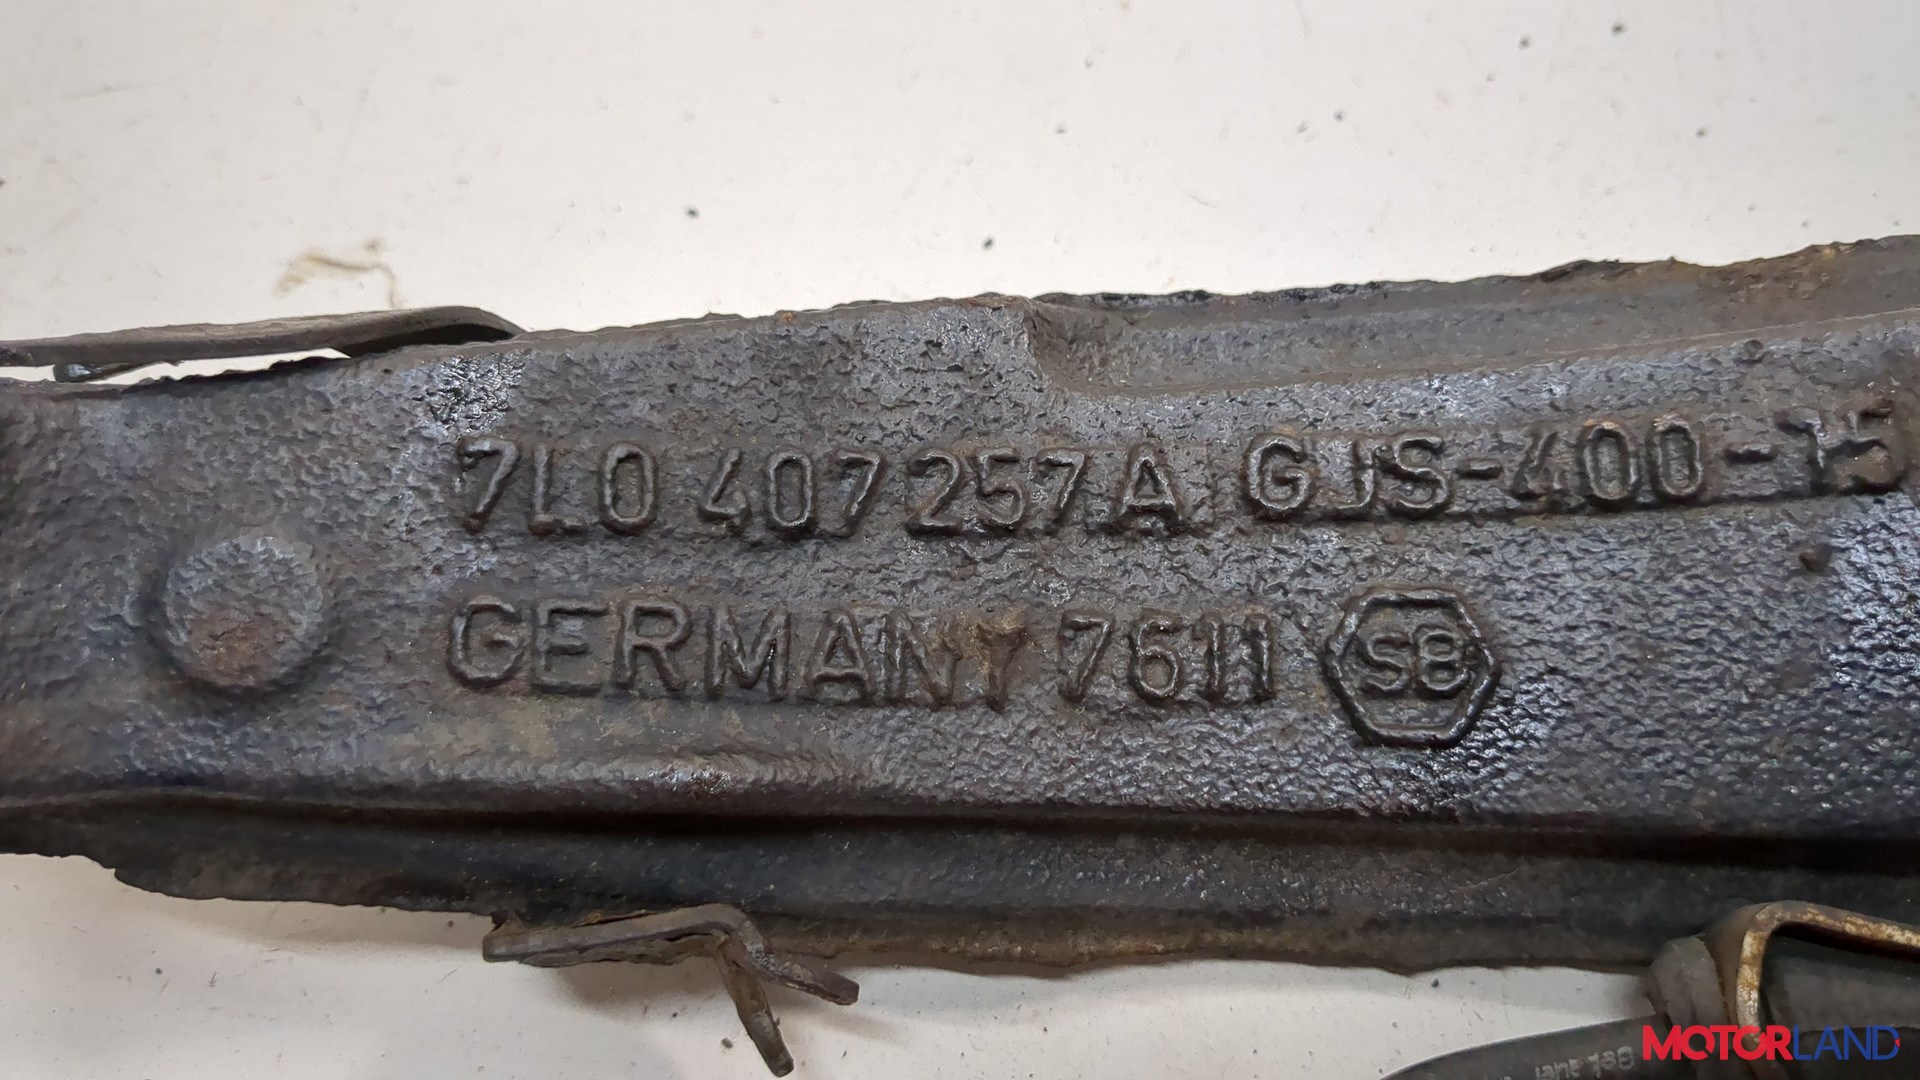 7L0 407 257 A GJS-400-15
GERMANY 7611 SB
MOTORLAND